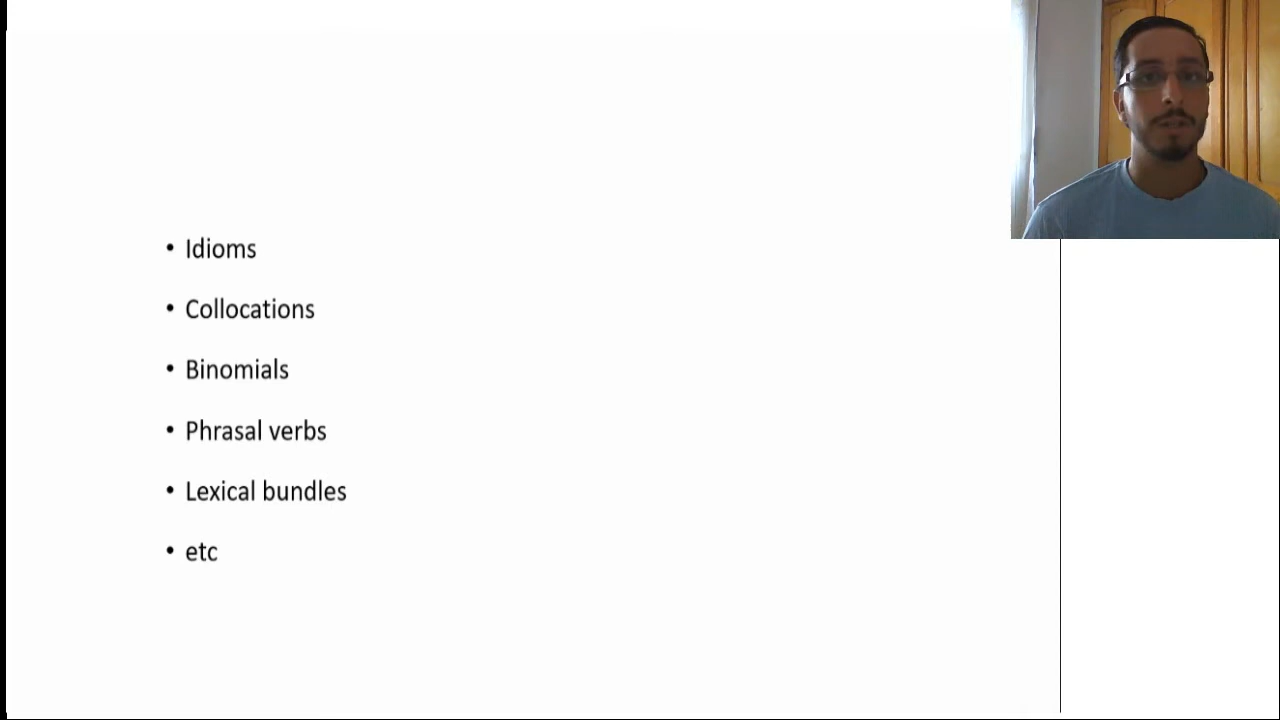 • Idioms
• Collocations
• Binomials
• Phrasal verbs
• Lexical bundles
• etc